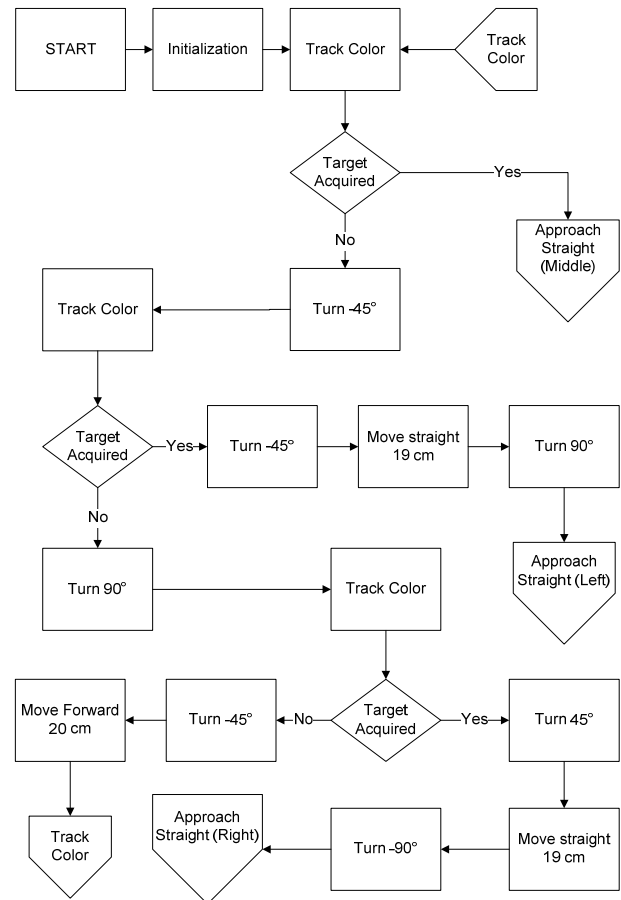 START
Initialization
Track Color
Track
Color
Target
Acquired
Yes
Approach
Straight
(Middle)
No
Track Color
Turn -45°
Target
Acquired
Yes
Turn -45°
Move straight
19 cm
Turn 90°
No
Approach
Straight (Left)
Turn 90°
Track Color
Move Forward
20 cm
Turn -45°
No
Target
Acquired
Yes
Turn 45°
Track
Color
Approach
Straight (Right)
Turn -90°
Move straight
19 cm